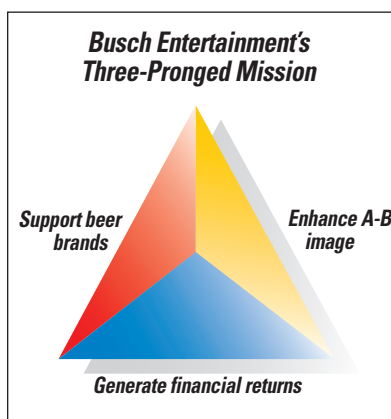 Busch Entertainment's
Three-Pronged Mission
Support beer
brands
Enhance A-B
image
Generate financial returns